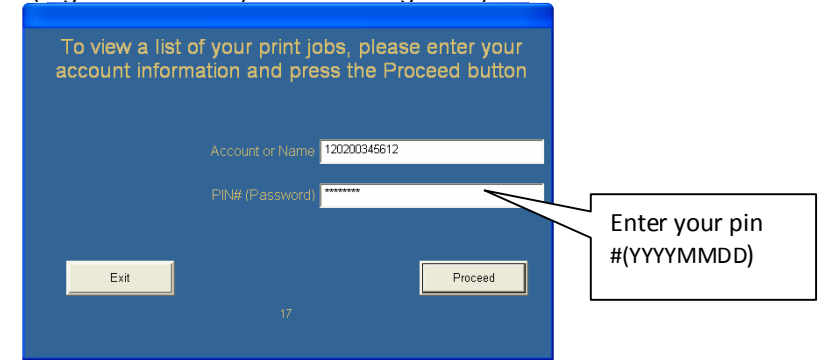 To view a list of your print jobs, please enter your
account information and press the Proceed button
Account or Name 120200345612
PIN# (Password) ********
Enter your pin
#(YYYYMMDD)
Exit
Proceed
17